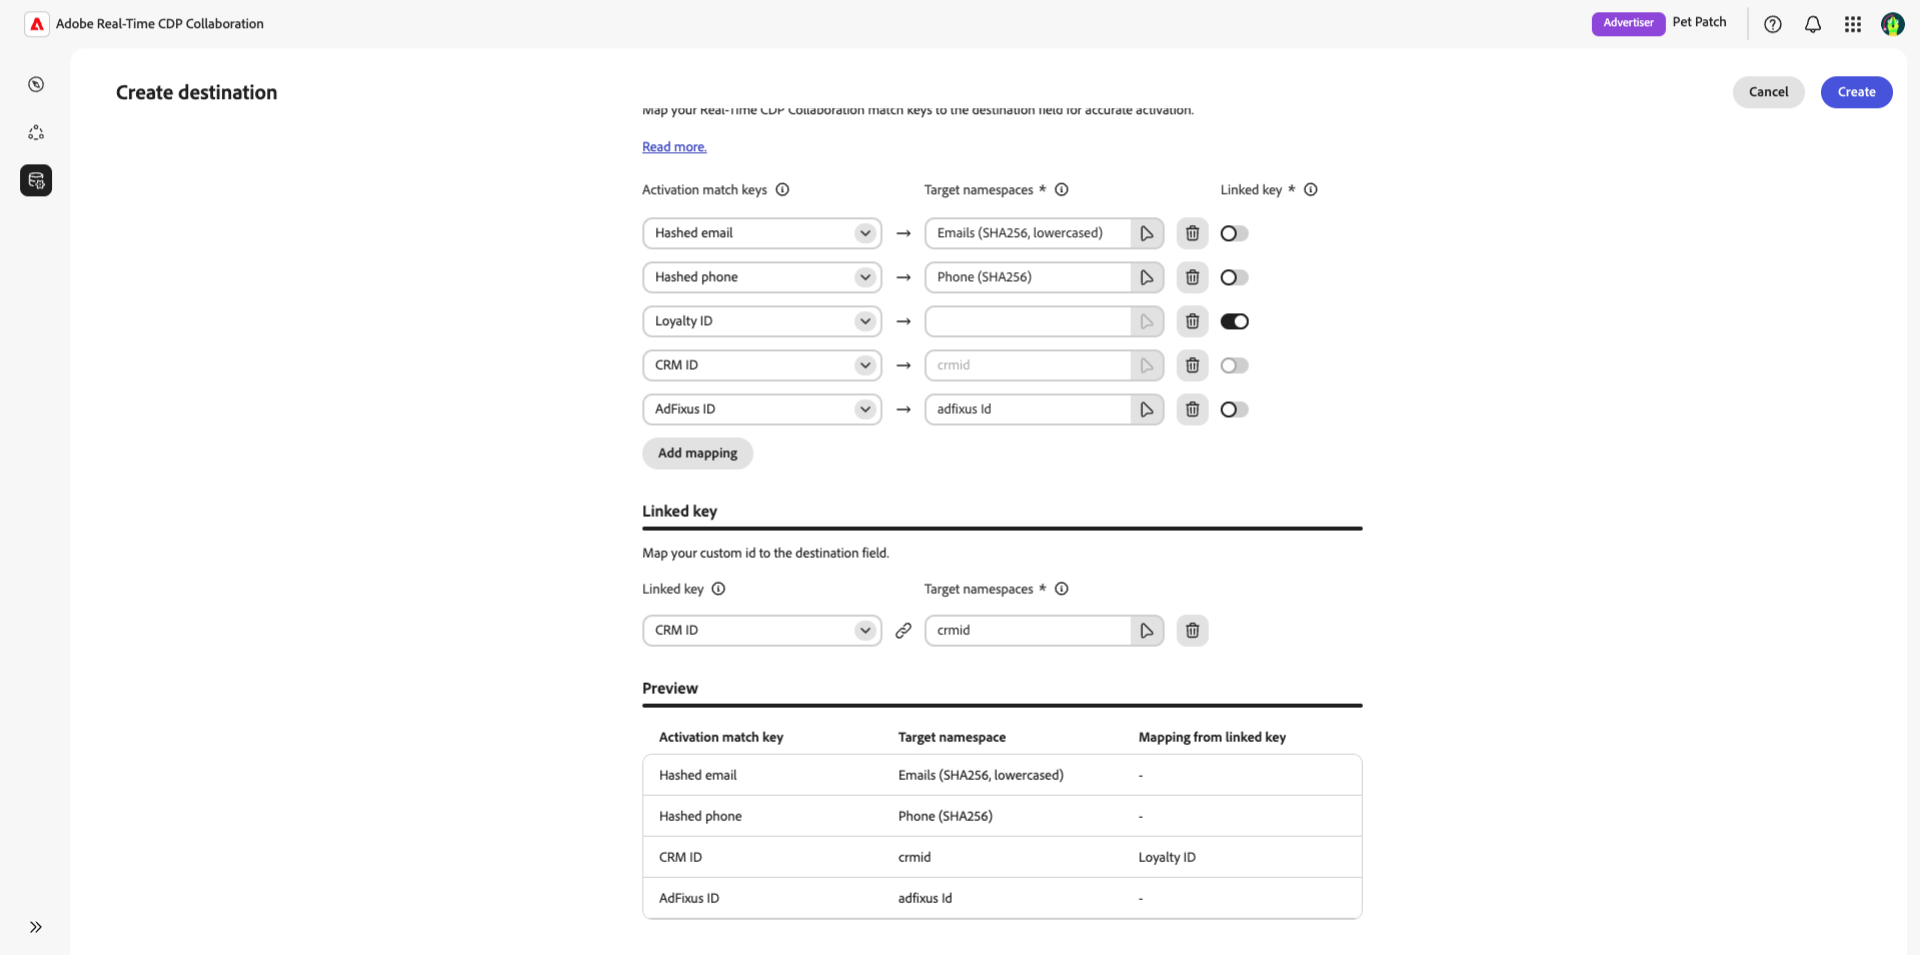 Adobe Real-Time CDP Collaboration
Advertiser
Pet Patch
Create destination
Cancel
Create
Map your Real-Time CDP Collaboration match keys to the destination field for accurate activation.
Read more.
Activation match keys
Target namespaces *
Linked key *
Hashed email
Emails (SHA256, lowercased)
Hashed phone
Phone (SHA256)
Loyalty ID
CRM ID
crmid
AdFixus ID
adfixus Id
Add mapping
Linked key
Map your custom id to the destination field.
Linked key
Target namespaces *
CRM ID
crmid
Preview
Activation match key
Target namespace
Mapping from linked key
Hashed email
Emails (SHA256, lowercased)
-
Hashed phone
Phone (SHA256)
-
CRM ID
crmid
Loyalty ID
AdFixus ID
adfixus Id
-